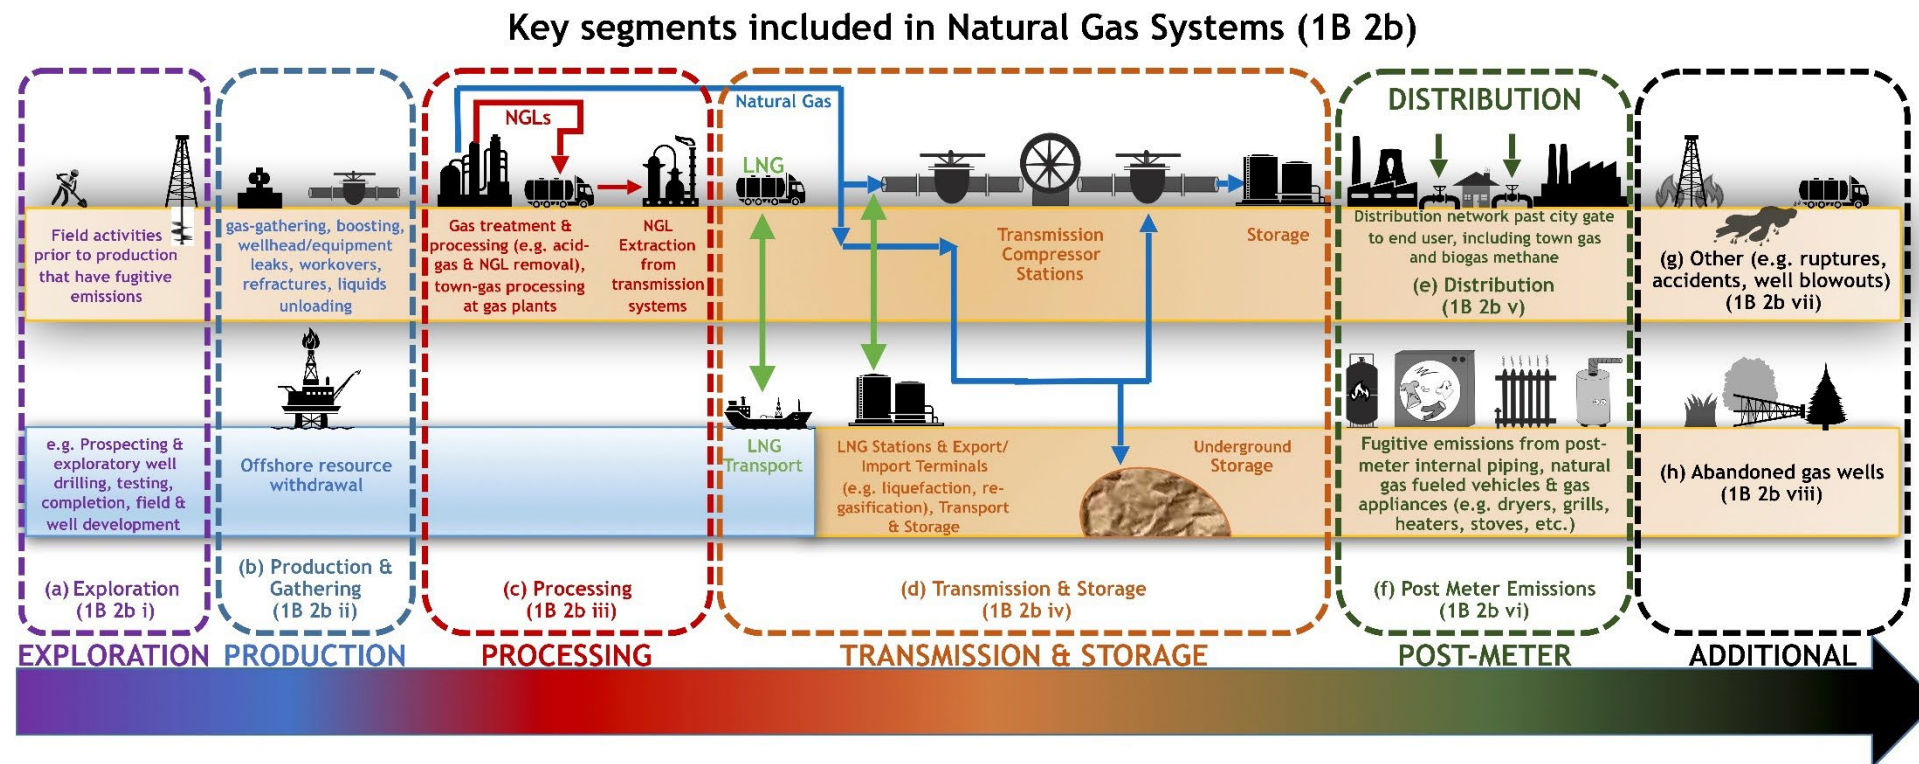 Key segments included in Natural Gas Systems (1B 2b)
Field activities
prior to production
that have fugitive
emissions
e.g. Prospecting &
exploratory well
drilling, testing,
completion, field &
well development
(a) Exploration
(1B 2b i)
EXPLORATION
gas-gathering, boosting,
wellhead/equipment
leaks, workovers,
refractures, liquids
unloading
Offshore resource
withdrawal
(b) Production &
Gathering
(1B 2b ii)
PRODUCTION
NGLs
Gas treatment &
processing (e.g. acid-
gas & NGL removal),
town-gas processing
at gas plants
NGL
Extraction
from
transmission
systems
(c) Processing
(1B 2b iii)
PROCESSING
Natural Gas
LNG
Transmission
Compressor
Stations
Storage
LNG
Transport
LNG Stations & Export/
Import Terminals
(e.g. liquefaction, re-
gasification), Transport
& Storage
Underground
Storage
(d) Transmission & Storage
(1B 2b iv)
TRANSMISSION & STORAGE
DISTRIBUTION
Distribution network past city gate
to end user, including town gas
and biogas methane
(e) Distribution
(1B 2b v)
Fugitive emissions from post-
meter internal piping, natural
gas fueled vehicles & gas
appliances (e.g. dryers, grills,
heaters, stoves, etc.)
(f) Post Meter Emissions
(1B 2b vi)
POST-METER
(g) Other (e.g. ruptures,
accidents, well blowouts)
(1B 2b vii)
(h) Abandoned gas wells
(1B 2b viii)
ADDITIONAL